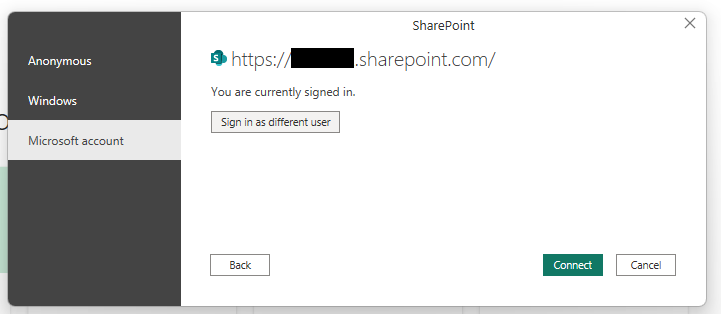 SharePoint
Anonymous
Windows
Microsoft account
https:// .sharepoint.com/
You are currently signed in.
Sign in as different user
Back
Connect
Cancel